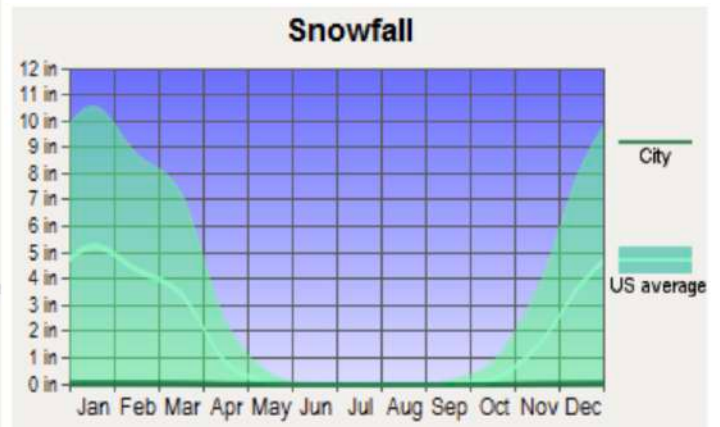 Snowfall
12 in
11 in
10 in
9 in
8 in
7 in
6 in
5 in
4 in
3 in
2 in
1 in
0 in
Jan Feb Mar Apr May Jun Jul Aug Sep Oct Nov Dec
City
US average